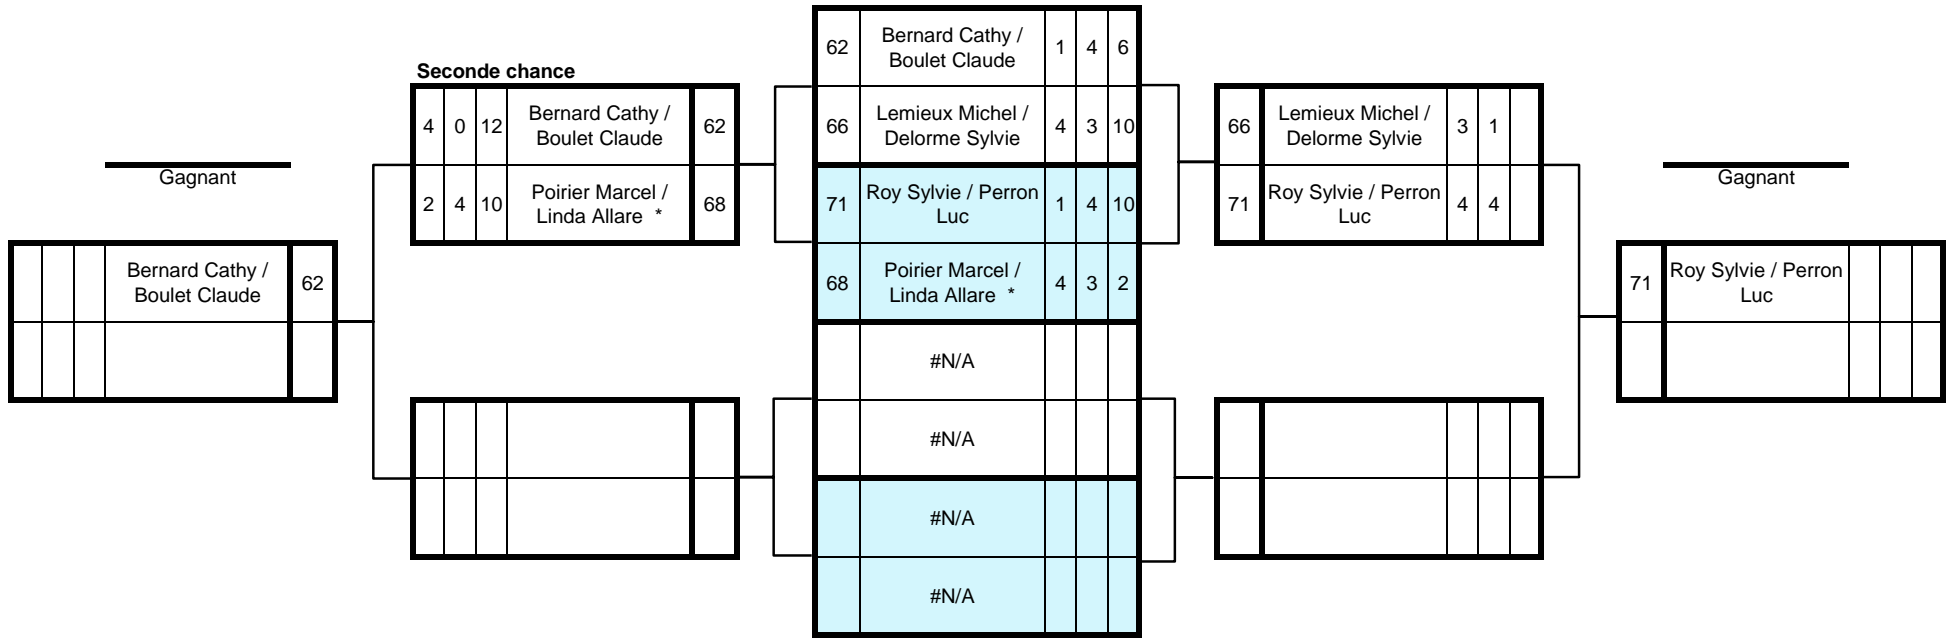 Seconde chance
Gagnant
Bernard Cathy /
Boulet Claude
62
4 0 12
Bernard Cathy /
Boulet Claude
62
2 4 10
Poirier Marcel /
Linda Allare *
68
62
Bernard Cathy /
Boulet Claude
1 4 6
66
Lemieux Michel /
Delorme Sylvie
4 3 10
71
Roy Sylvie / Perron
Luc
1 4 10
68
Poirier Marcel /
Linda Allare *
4 3 2
#N/A
#N/A
#N/A
#N/A
66
Lemieux Michel /
Delorme Sylvie
3 1
71
Roy Sylvie / Perron
Luc
4 4
Gagnant
71
Roy Sylvie / Perron
Luc